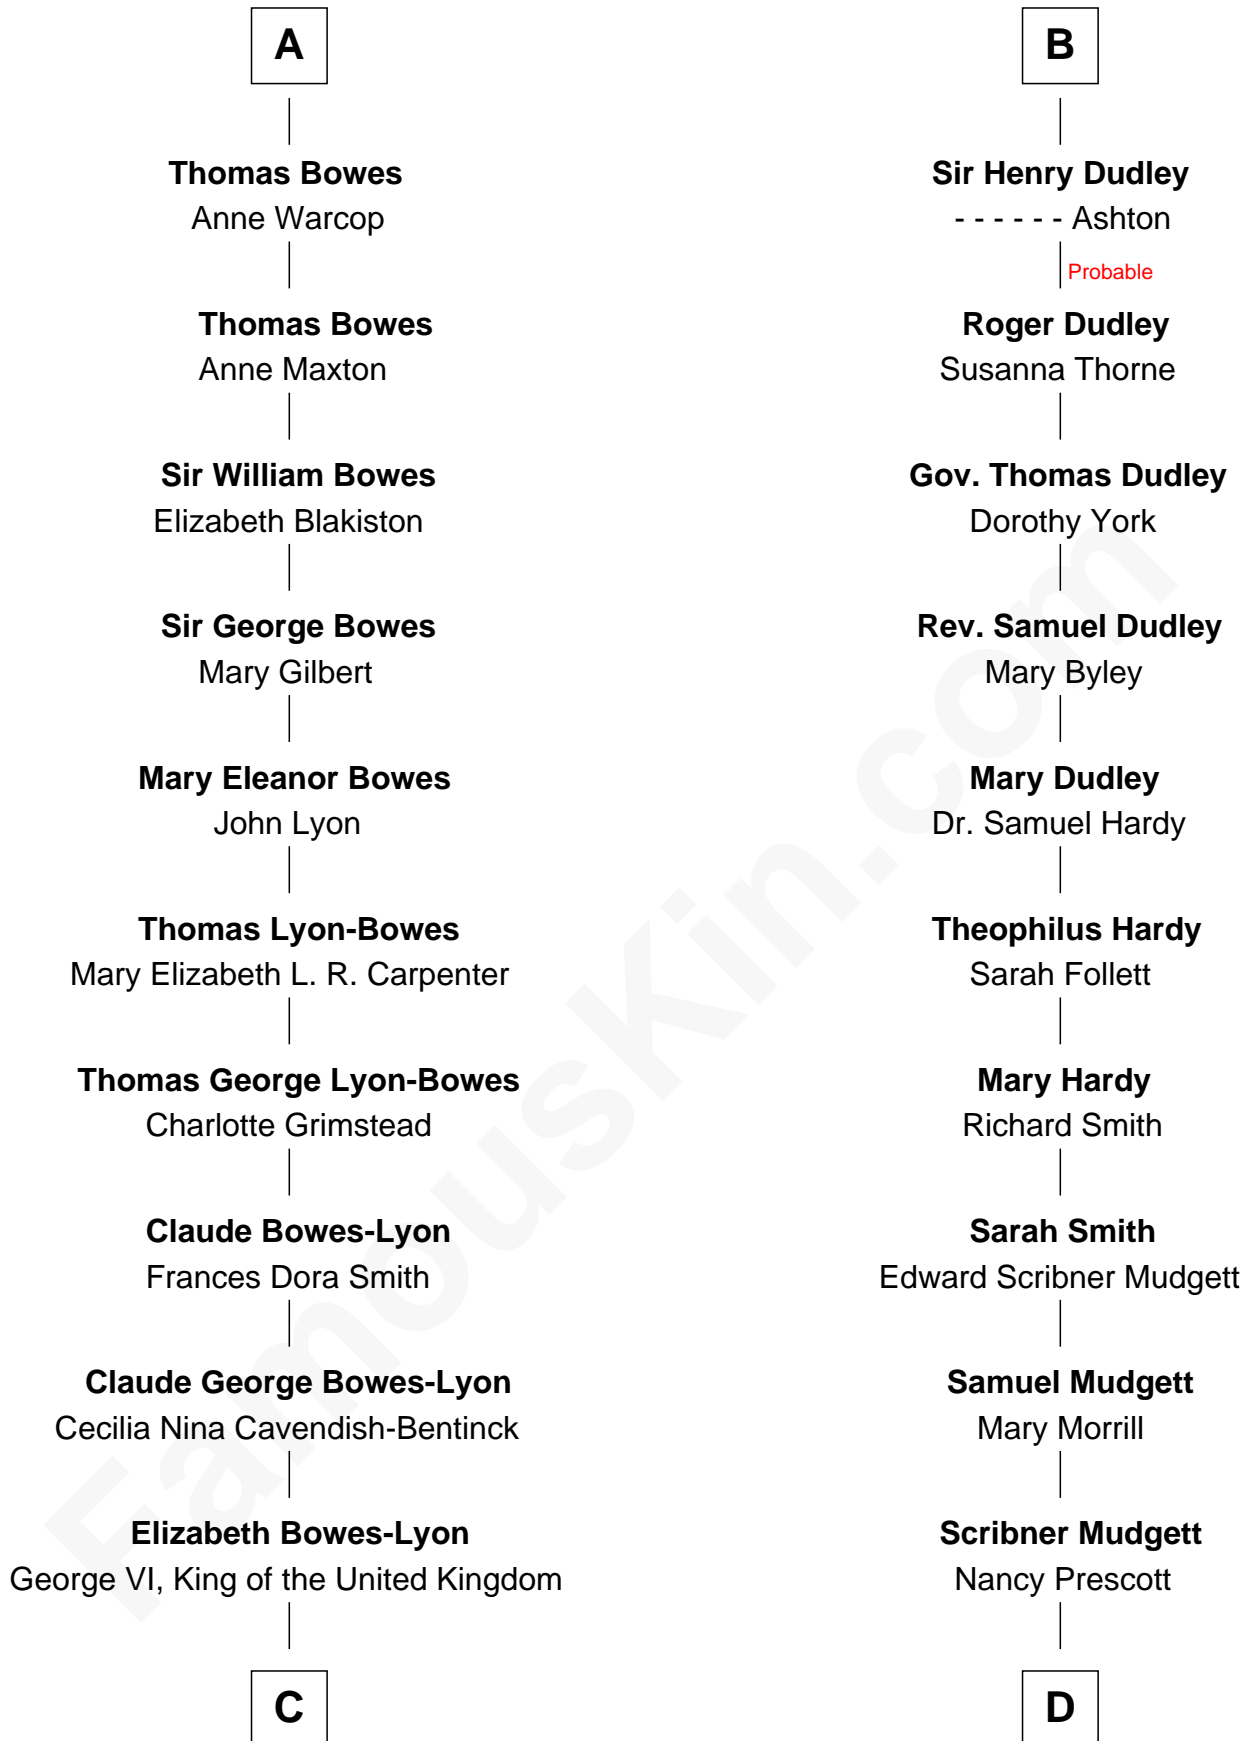 A
Thomas Bowes
Anne Warcop
Thomas Bowes
Anne Maxton
Sir William Bowes
Elizabeth Blakiston
Sir George Bowes
Mary Gilbert
Mary Eleanor Bowes
John Lyon
Thomas Lyon-Bowes
Mary Elizabeth L. R. Carpenter
Thomas George Lyon-Bowes
Charlotte Grimstead
Claude Bowes-Lyon
Frances Dora Smith
Claude George Bowes-Lyon
Cecilia Nina Cavendish-Bentinck
Elizabeth Bowes-Lyon
George VI, King of the United Kingdom
C
B
Sir Henry Dudley
- - - - - - Ashton
Probable
Roger Dudley
Susanna Thorne
Gov. Thomas Dudley
Dorothy York
Rev. Samuel Dudley
Mary Byley
Mary Dudley
Dr. Samuel Hardy
Theophilus Hardy
Sarah Follett
Mary Hardy
Richard Smith
Sarah Smith
Edward Scribner Mudgett
Samuel Mudgett
Mary Morrill
Scribner Mudgett
Nancy Prescott
D
FamousKin.com